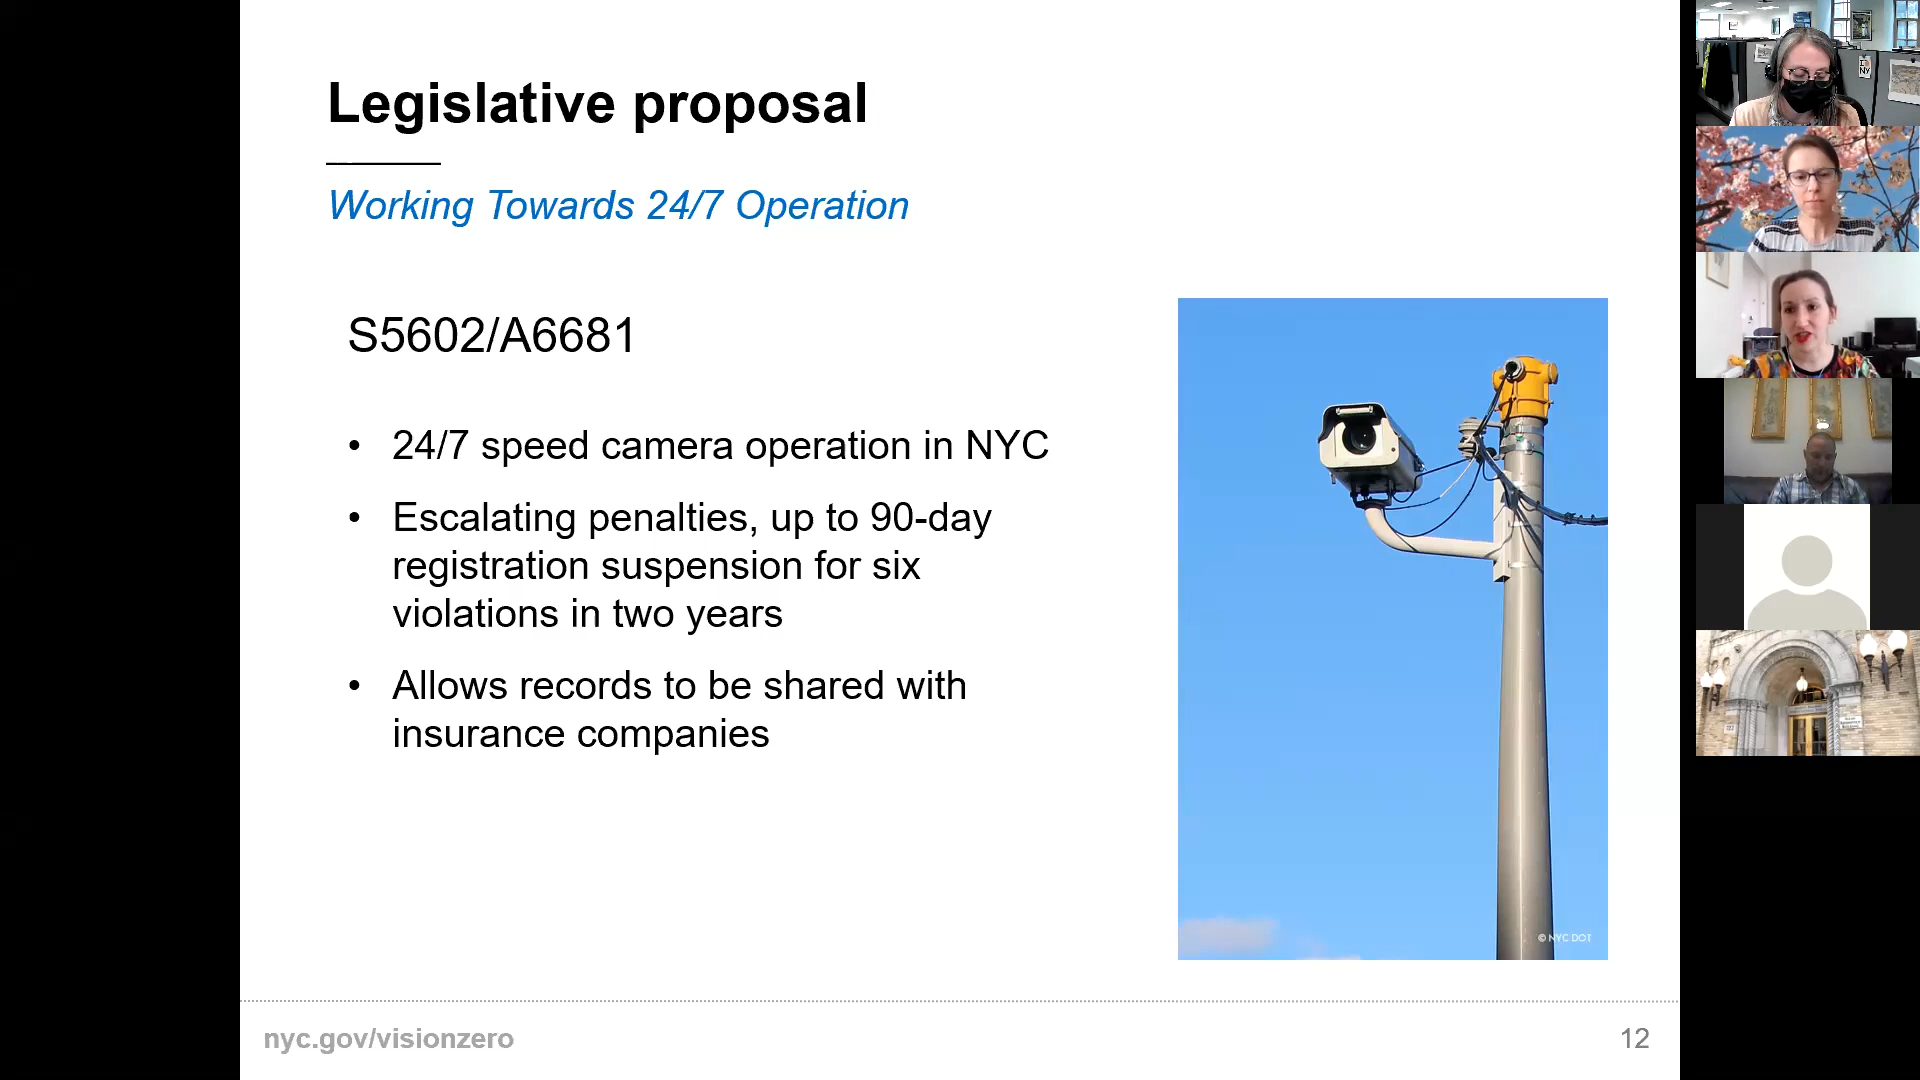 Legislative proposal
Working Towards 24/7 Operation
S5602/A6681
• 24/7 speed camera operation in NYC
• Escalating penalties, up to 90-day
registration suspension for six
violations in two years
• Allows records to be shared with
insurance companies
© NYC DOT
nyc.gov/visionzero
12
NY